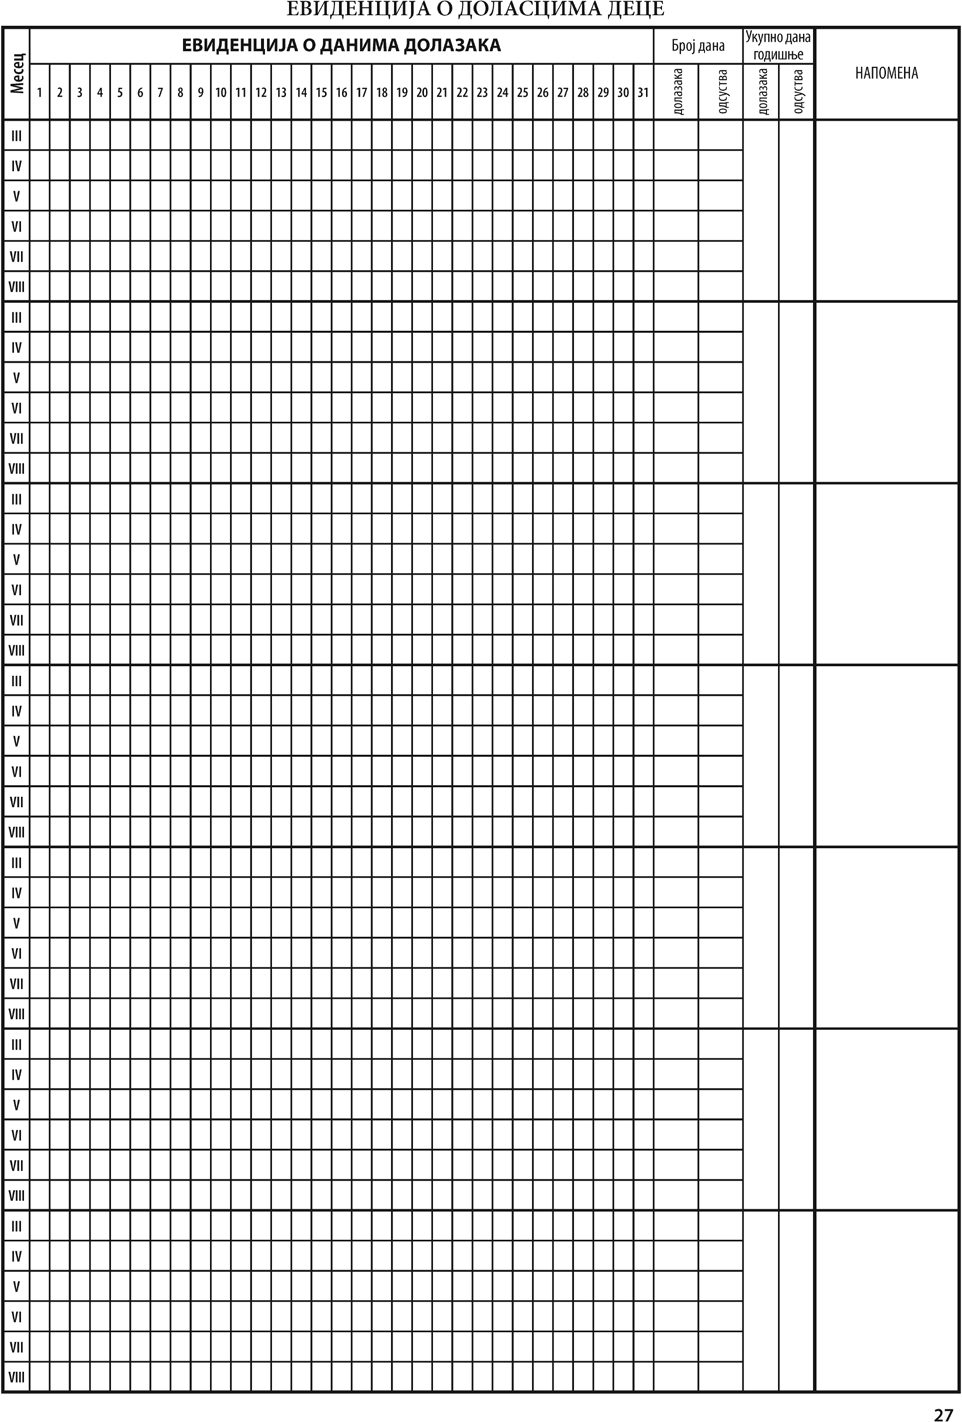 ЕВИДЕНЦИЈА О ДОЛАСЦИМА ДЕЦЕ
Месец ЕВИДЕНЦИЈА О ДАНИМА ДОЛАЗАКА Број дана Укупно дана годишње НАПОМЕНА
1 2 3 4 5 6 7 8 9 10 11 12 13 14 15 16 17 18 19 20 21 22 23 24 25 26 27 28 29 30 31 долазака одсуства долазака одсуства
III
IV
V
VI
VII
VIII
III
IV
V
VI
VII
VIII
III
IV
V
VI
VII
VIII
III
IV
V
VI
VII
VIII
III
IV
V
VI
VII
VIII
III
IV
V
VI
VII
VIII
III
IV
V
VI
VII
VIII
27